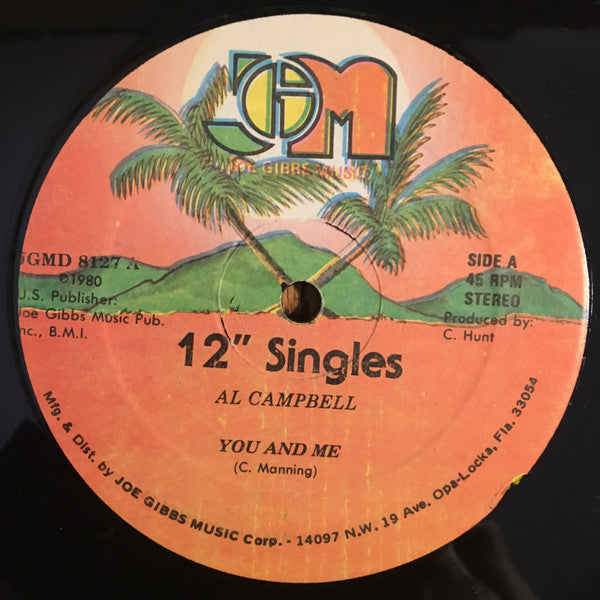 JGM
JOE GIBBS MUSIC
JGMD 8127 A
©1980
U.S. Publisher:
Joe Gibbs Music Pub.
Inc., B.M.I.
SIDE A
45 RPM
STEREO
Produced by:
C. Hunt
12" Singles
AL CAMPBELL
YOU AND ME
(C. Manning)
Mfg. & Dist. by JOE GIBBS MUSIC Corp. - 14097 N.W. 19 Ave. Opa-Locka, Fla. 33054